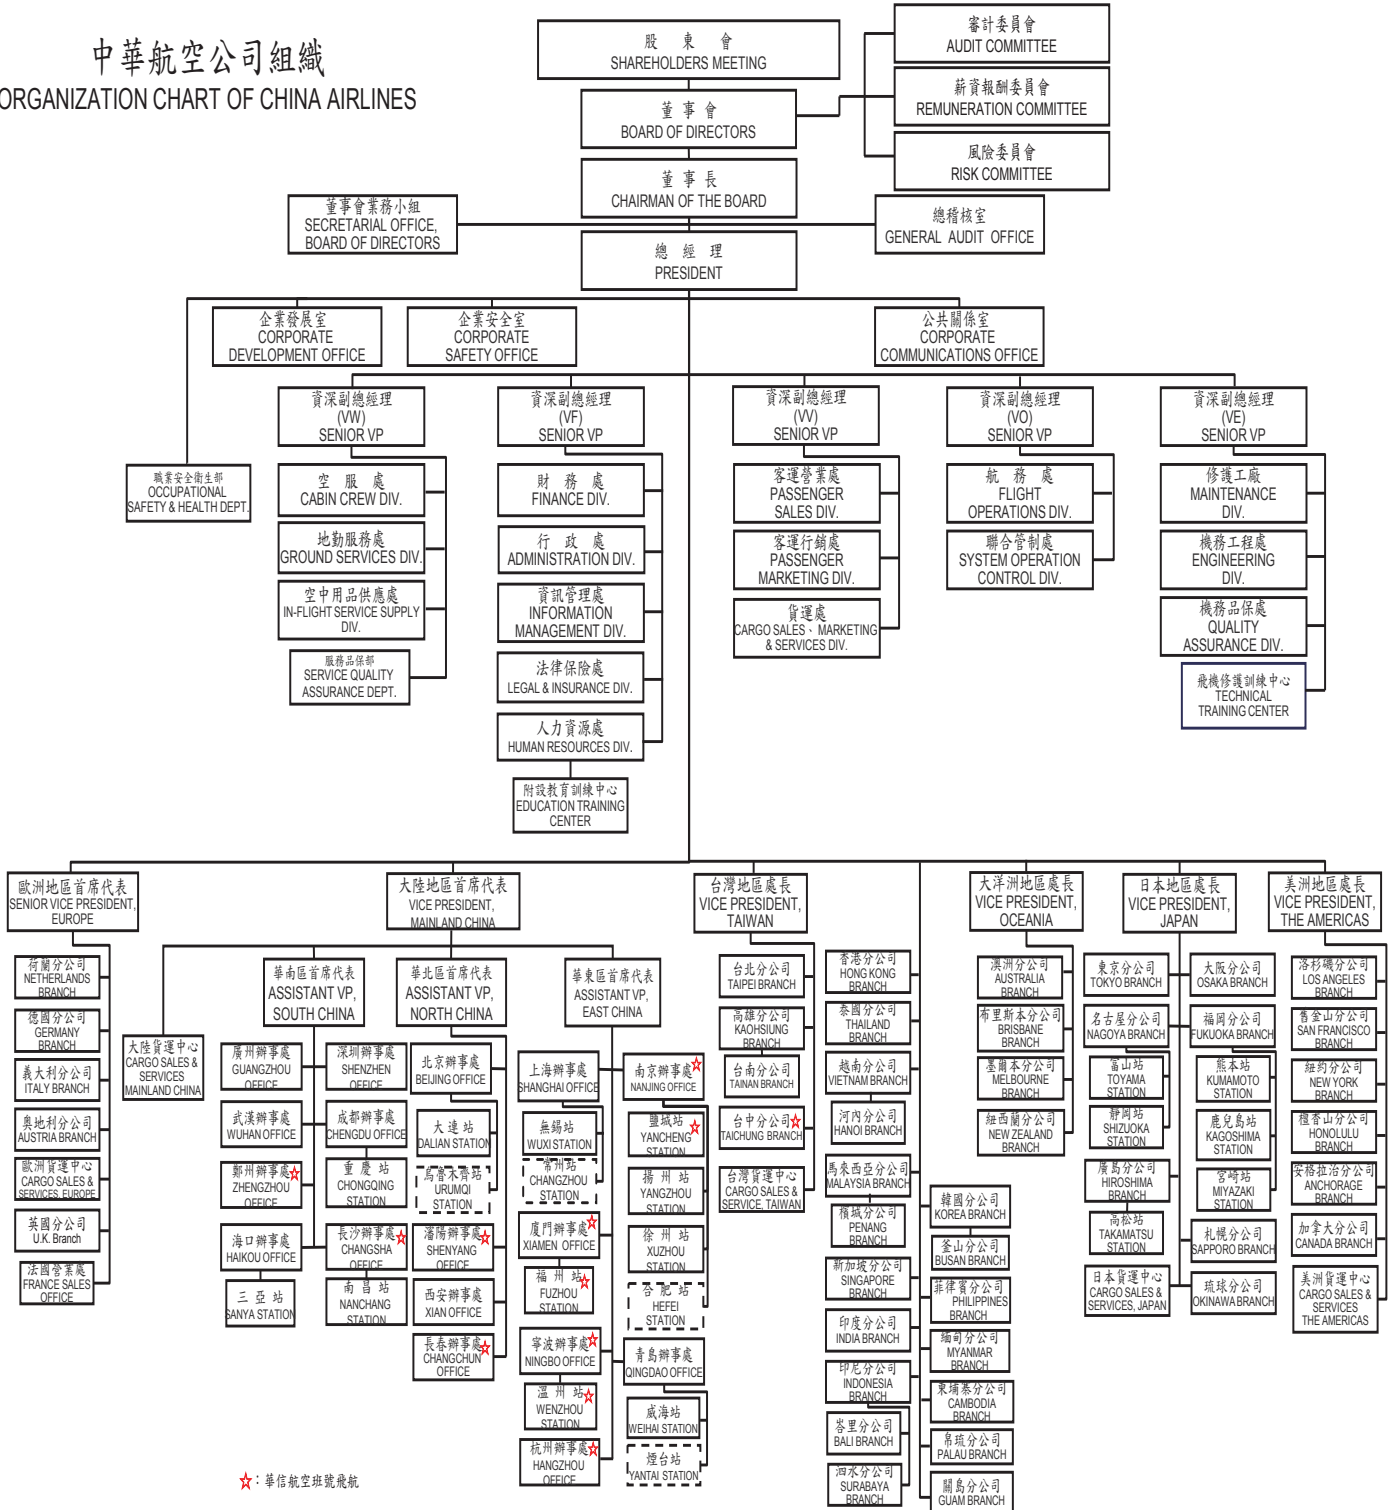 中華航空公司組織
ORGANIZATION CHART OF CHINA AIRLINES
股東會
SHAREHOLDERS MEETING
董事會
BOARD OF DIRECTORS
審計委員會
AUDIT COMMITTEE
薪資報酬委員會
REMUNERATION COMMITTEE
風險委員會
RISK COMMITTEE
董事長
CHAIRMAN OF THE BOARD
董事會業務小組
SECRETARIAL OFFICE,
BOARD OF DIRECTORS
總稽核室
GENERAL AUDIT OFFICE
總經理
PRESIDENT
企業發展室
CORPORATE
DEVELOPMENT OFFICE
企業安全室
CORPORATE
SAFETY OFFICE
公共關係室
CORPORATE
COMMUNICATIONS OFFICE
職業安全衛生部
OCCUPATIONAL
SAFETY & HEALTH DEPT.
資深副總經理
(VW)
SENIOR VP
空服處
CABIN CREW DIV.
地勤服務處
GROUND SERVICES DIV.
空中用品供應處
IN-FLIGHT SERVICE SUPPLY
DIV.
服務品保部
SERVICE QUALITY
ASSURANCE DEPT.
資深副總經理
(VF)
SENIOR VP
財務處
FINANCE DIV.
行政處
ADMINISTRATION DIV.
資訊管理處
INFORMATION
MANAGEMENT DIV.
法律保險處
LEGAL & INSURANCE DIV.
人力資源處
HUMAN RESOURCES DIV.
附設教育訓練中心
EDUCATION TRAINING
CENTER
資深副總經理
(VV)
SENIOR VP
客運營業處
PASSENGER
SALES DIV.
客運行銷處
PASSENGER
MARKETING DIV.
貨運處
CARGO SALES、MARKETING
& SERVICES DIV.
資深副總經理
(VO)
SENIOR VP
航務處
FLIGHT
OPERATIONS DIV.
聯合管制處
SYSTEM OPERATION
CONTROL DIV.
資深副總經理
(VE)
SENIOR VP
修護工廠
MAINTENANCE
DIV.
機務工程處
ENGINEERING
DIV.
機務品保處
QUALITY
ASSURANCE DIV.
飛機修護訓練中心
TECHNICAL
TRAINING CENTER
歐洲地區首席代表
SENIOR VICE PRESIDENT,
EUROPE
荷蘭分公司
NETHERLANDS
BRANCH
德國分公司
GERMANY
BRANCH
義大利分公司
ITALY BRANCH
奧地利分公司
AUSTRIA BRANCH
歐洲貨運中心
CARGO SALES &
SERVICES, EUROPE
英國分公司
U.K. Branch
法國營業處
FRANCE SALES
OFFICE
大陸地區首席代表
VICE PRESIDENT,
MAINLAND CHINA
大陸貨運中心
CARGO SALES &
SERVICES
MAINLAND CHINA
華南區首席代表
ASSISTANT VP,
SOUTH CHINA
廣州辦事處
GUANGZHOU
OFFICE
武漢辦事處
WUHAN OFFICE
鄭州辦事處☆
ZHENGZHOU
OFFICE
海口辦事處
HAIKOU OFFICE
三亞站
SANYA STATION
深圳辦事處
SHENZHEN
OFFICE
成都辦事處
CHENGDU OFFICE
重慶站
CHONGQING
STATION
長沙辦事處
CHANGSHA☆
OFFICE
南昌站
NANCHANG
STATION
華北區首席代表
ASSISTANT VP,
NORTH CHINA
北京辦事處
BEIJING OFFICE
大連站
DALIAN STATION
烏魯木齊站
URUMQI
STATION
瀋陽辦事處
SHENYANG☆
OFFICE
西安辦事處
XIAN OFFICE
長春辦事處
CHANGCHUN☆
OFFICE
華東區首席代表
ASSISTANT VP,
EAST CHINA
上海辦事處
SHANGHAI OFFICE
無錫站
WUXI STATION
常州站
CHANGZHOU
STATION
廈門辦事處☆
XIAMEN OFFICE
福州站☆
FUZHOU
STATION
寧波辦事處☆
NINGBO OFFICE
溫州站☆
WENZHOU
STATION
杭州辦事處☆
HANGZHOU
OFFICE
南京辦事處☆
NANJING OFFICE
鹽城站
YANCHENG☆
STATION
揚州站
YANGZHOU
STATION
徐州站
XUZHOU
STATION
合肥站
HEFEI
STATION
青島辦事處
QINGDAO OFFICE
威海站
WEIHAI STATION
煙台站
YANTAI STATION
台灣地區處長
VICE PRESIDENT,
TAIWAN
台北分公司
TAIPEI BRANCH
高雄分公司
KAOHSIUNG
BRANCH
台南分公司
TAINAN BRANCH
台中分公司☆
TAICHUNG BRANCH
台灣貨運中心
CARGO SALES &
SERVICE, TAIWAN
香港分公司
HONG KONG
BRANCH
泰國分公司
THAILAND
BRANCH
越南分公司
VIETNAM BRANCH
河內分公司
HANOI BRANCH
馬來西亞分公司
MALAYSIA BRANCH
檳城分公司
PENANG
BRANCH
新加坡分公司
SINGAPORE
BRANCH
印度分公司
INDIA BRANCH
印尼分公司
INDONESIA
BRANCH
峇里分公司
BALI BRANCH
泗水分公司
SURABAYA
BRANCH
韓國分公司
KOREA BRANCH
釜山分公司
BUSAN BRANCH
菲律賓分公司
PHILIPPINES
BRANCH
緬甸分公司
MYANMAR
BRANCH
柬埔寨分公司
CAMBODIA
BRANCH
帛琉分公司
PALAU BRANCH
關島分公司
GUAM BRANCH
大洋洲地區處長
VICE PRESIDENT,
OCEANIA
澳洲分公司
AUSTRALIA
BRANCH
布里斯本分公司
BRISBANE
BRANCH
墨爾本分公司
MELBOURNE
BRANCH
紐西蘭分公司
NEW ZEALAND
BRANCH
日本地區處長
VICE PRESIDENT,
JAPAN
東京分公司
TOKYO BRANCH
名古屋分公司
NAGOYA BRANCH
富山站
TOYAMA
STATION
靜岡站
SHIZUOKA
STATION
廣島分公司
HIROSHIMA
BRANCH
高松站
TAKAMATSU
STATION
日本貨運中心
CARGO SALES &
SERVICES, JAPAN
大阪分公司
OSAKA BRANCH
福岡分公司
FUKUOKA BRANCH
熊本站
KUMAMOTO
STATION
鹿兒島站
KAGOSHIMA
STATION
宮崎站
MIYAZAKI
STATION
札幌分公司
SAPPORO BRANCH
琉球分公司
OKINAWA BRANCH
美洲地區處長
VICE PRESIDENT,
THE AMERICAS
洛杉磯分公司
LOS ANGELES
BRANCH
舊金山分公司
SAN FRANCISCO
BRANCH
紐約分公司
NEW YORK
BRANCH
檀香山分公司
HONOLULU
BRANCH
安格拉治分公司
ANCHORAGE
BRANCH
加拿大分公司
CANADA BRANCH
美洲貨運中心
CARGO SALES &
SERVICES
THE AMERICAS
☆：華信航空班號飛航